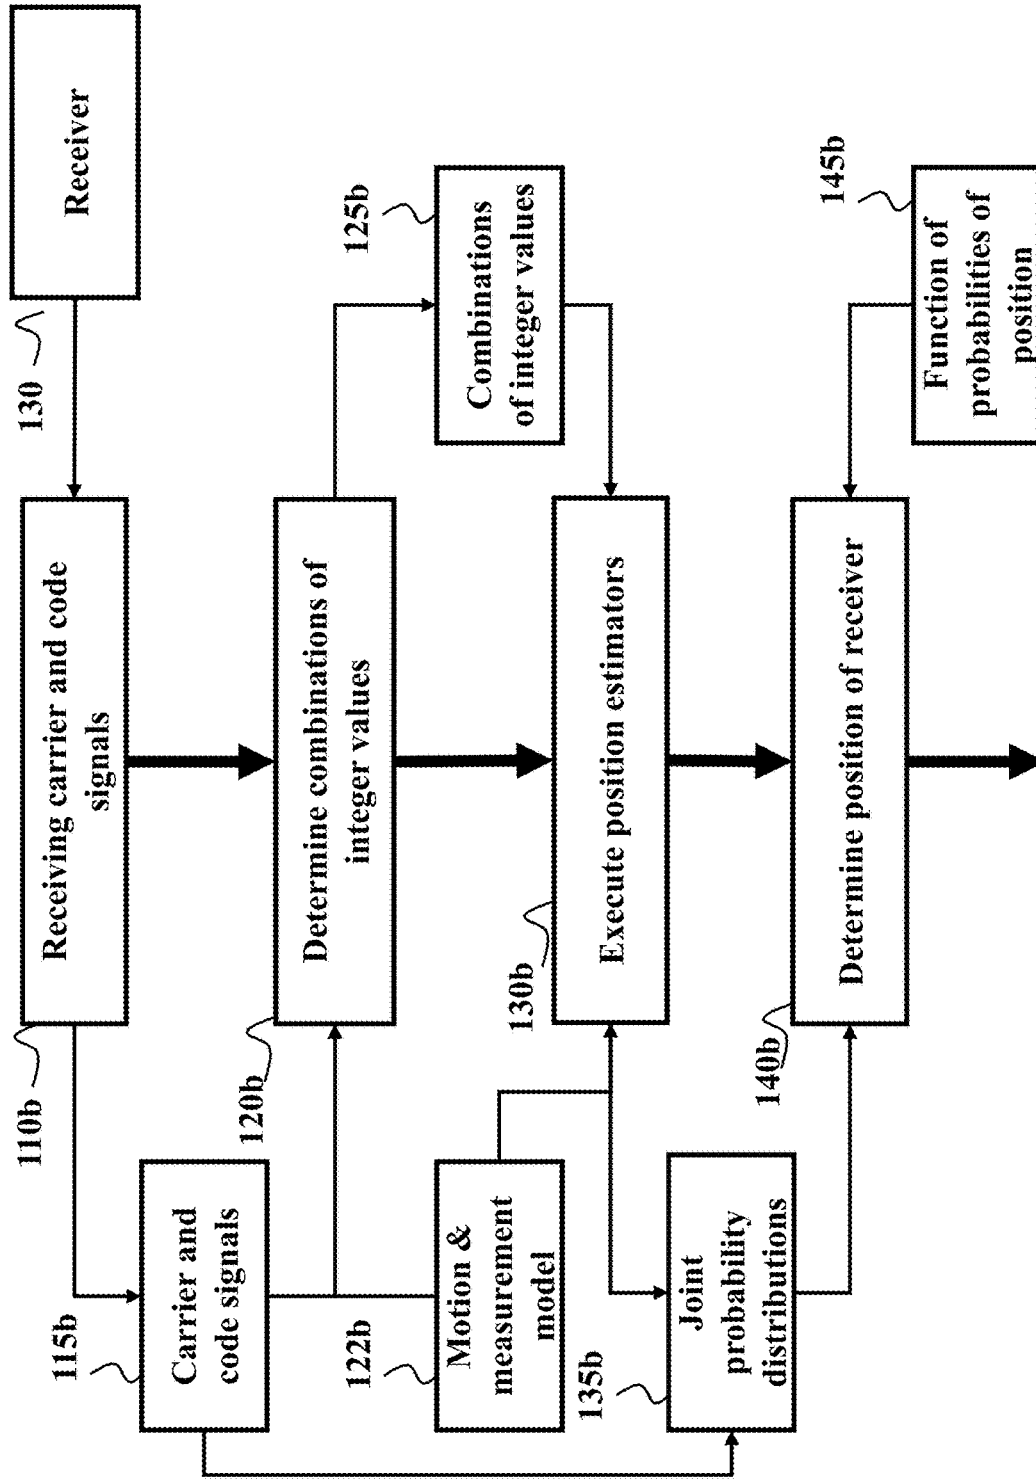 Receiver
130
Receiving carrier and code
signals
110b
Carrier and
code signals
115b
Determine combinations of
integer values
120b
Combinations
of integer values
125b
Motion &
measurement
model
122b
Execute position estimators
130b
Joint
probability
distributions
135b
Determine position of receiver
140b
Function of
probabilities of
position
145b